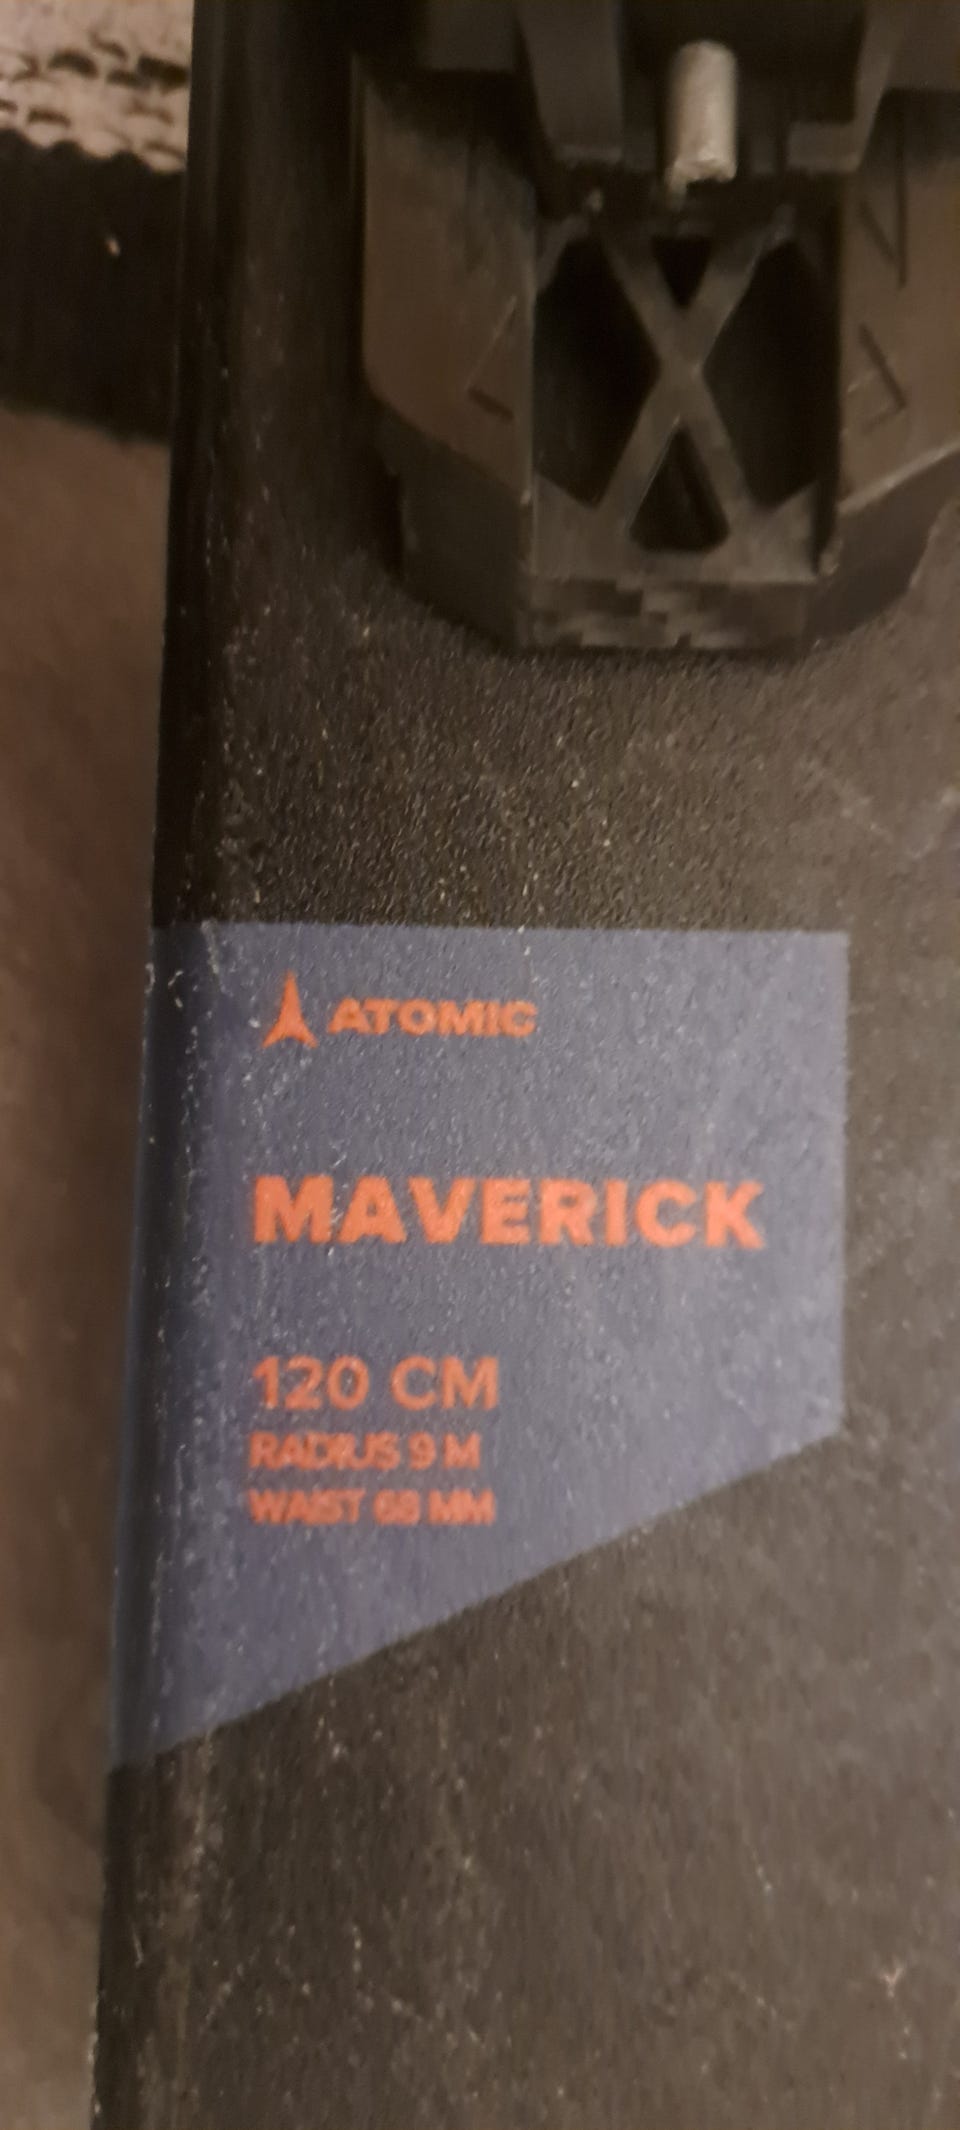 ATOMIC
MAVERICK
120 CM
RADIUS 9 M
WAIST 68 MM